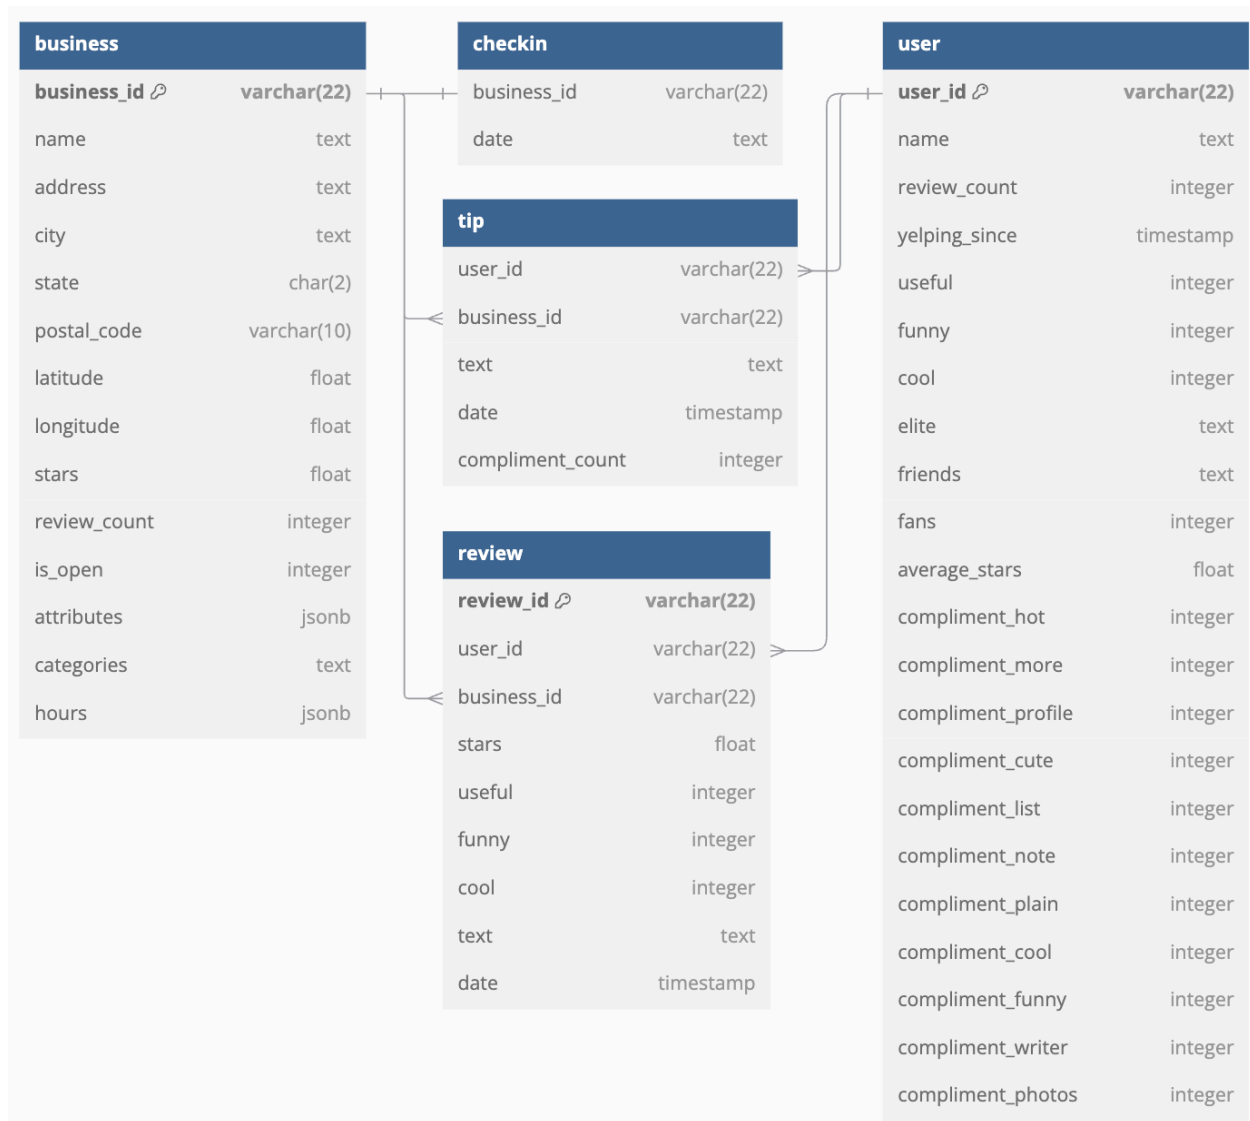 business
business_id varchar(22)
name text
address text
city text
state char(2)
postal_code varchar(10)
latitude float
longitude float
stars float
review_count integer
is_open integer
attributes jsonb
categories text
hours jsonb
checkin
business_id varchar(22)
date text
tip
user_id varchar(22)
business_id varchar(22)
text text
date timestamp
compliment_count integer
review
review_id varchar(22)
user_id varchar(22)
business_id varchar(22)
stars float
useful integer
funny integer
cool integer
text text
date timestamp
user
user_id varchar(22)
name text
review_count integer
yelping_since timestamp
useful integer
funny integer
cool integer
elite text
friends text
fans integer
average_stars float
compliment_hot integer
compliment_more integer
compliment_profile integer
compliment_cute integer
compliment_list integer
compliment_note integer
compliment_plain integer
compliment_cool integer
compliment_funny integer
compliment_writer integer
compliment_photos integer